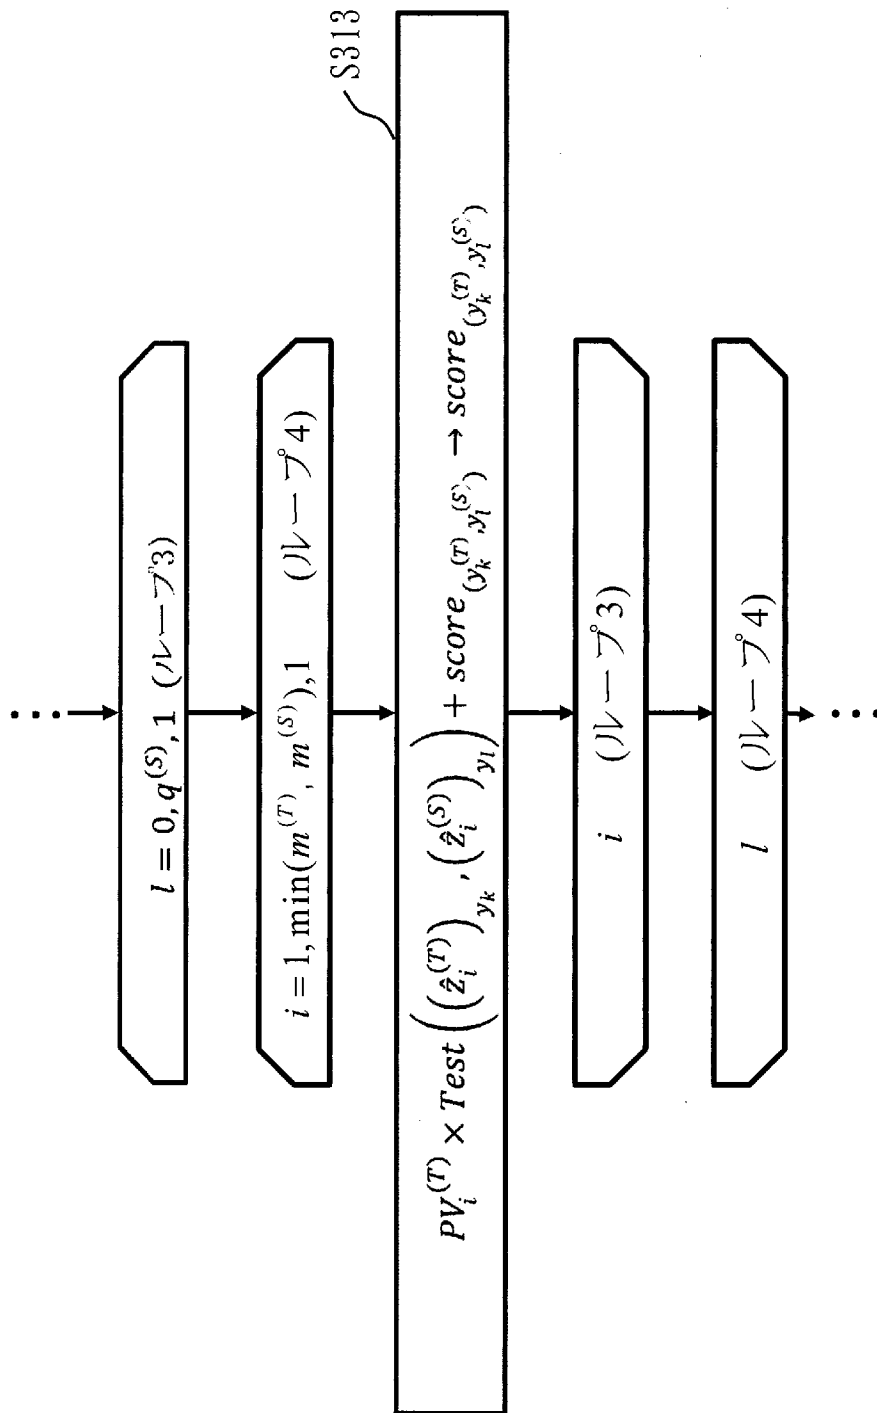 ...
l = 0, q^{(S)}, 1 (ループ3)
i = 1, min(m^{(T)}, m^{(S)}), 1 (ループ4)
S313
PV_i^{(T)} × Test((ẑ_i^{(T)})_{y_k}, (ẑ_i^{(S)})_{y_l}) + score_{(y_k^{(T)}, y_l^{(S)})} → score_{(y_k^{(T)}, y_l^{(S)})}
i (ループ3)
l (ループ4)
...